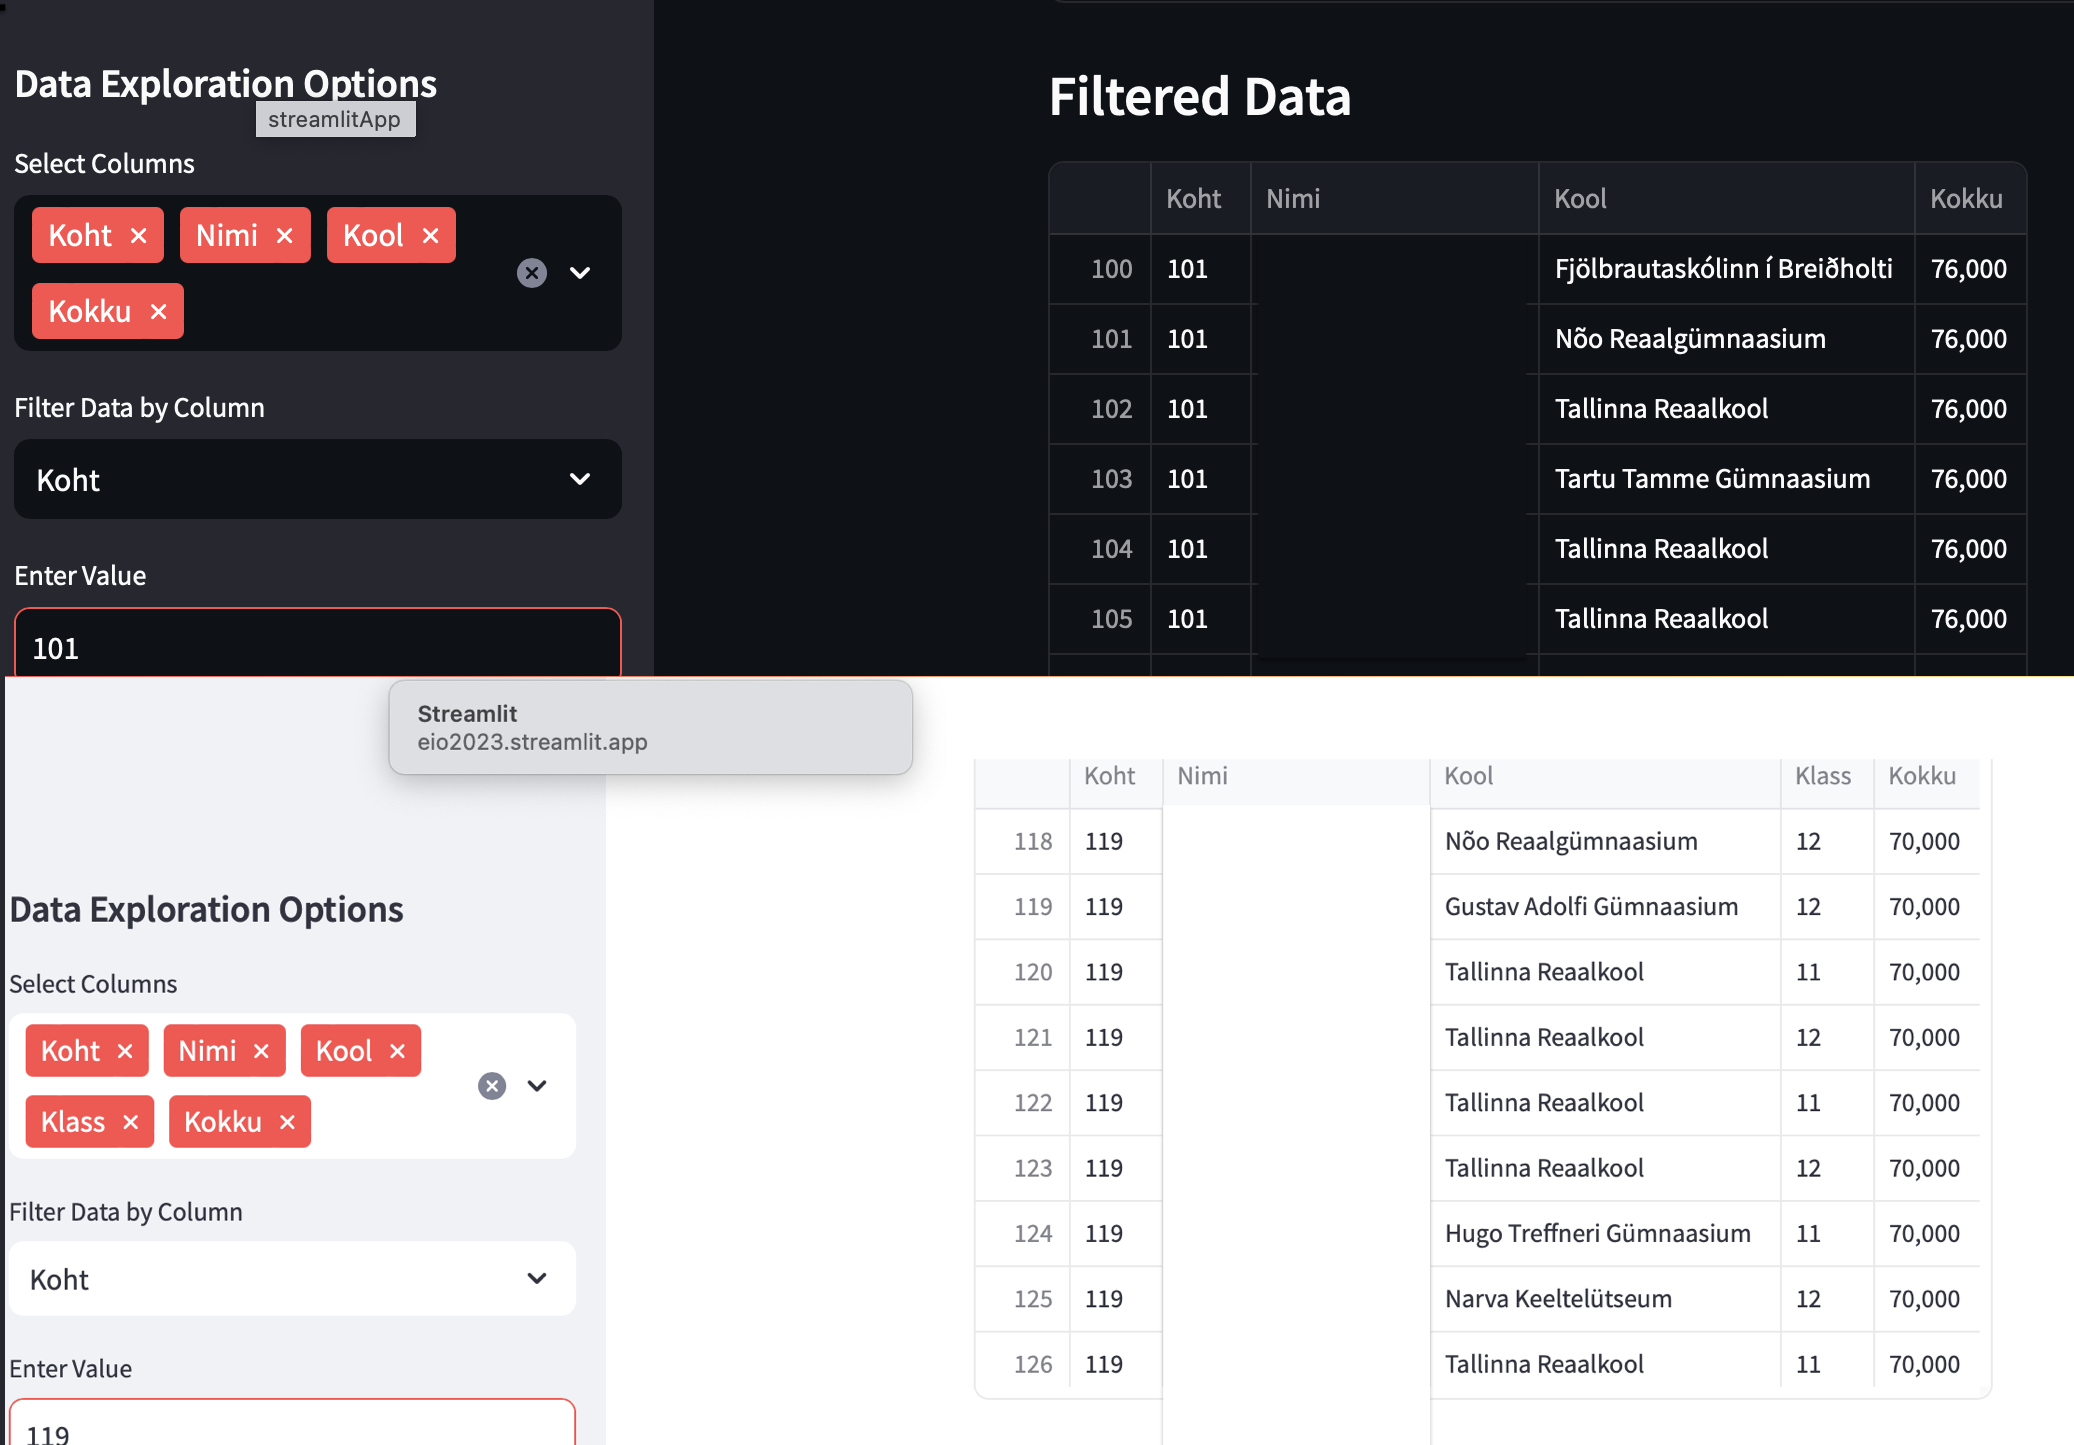 Data Exploration Options
streamlitApp
Select Columns
Koht × Nimi × Kool ×
Kokku ×
Filter Data by Column
Koht
Enter Value
101
Filtered Data
Koht Nimi Kool Kokku
100 101 Fjölbrautaskólinn í Breiðholti 76,000
101 101 Nõo Reaalgümnaasium 76,000
102 101 Tallinna Reaalkool 76,000
103 101 Tartu Tamme Gümnaasium 76,000
104 101 Tallinna Reaalkool 76,000
105 101 Tallinna Reaalkool 76,000
Streamlit
eio2023.streamlit.app
Data Exploration Options
Select Columns
Koht × Nimi × Kool ×
Klass × Kokku ×
Filter Data by Column
Koht
Enter Value
119
Koht Nimi Kool Klass Kokku
118 119 Nõo Reaalgümnaasium 12 70,000
119 119 Gustav Adolfi Gümnaasium 12 70,000
120 119 Tallinna Reaalkool 11 70,000
121 119 Tallinna Reaalkool 12 70,000
122 119 Tallinna Reaalkool 11 70,000
123 119 Tallinna Reaalkool 12 70,000
124 119 Hugo Treffneri Gümnaasium 11 70,000
125 119 Narva Keeltelütseum 12 70,000
126 119 Tallinna Reaalkool 11 70,000